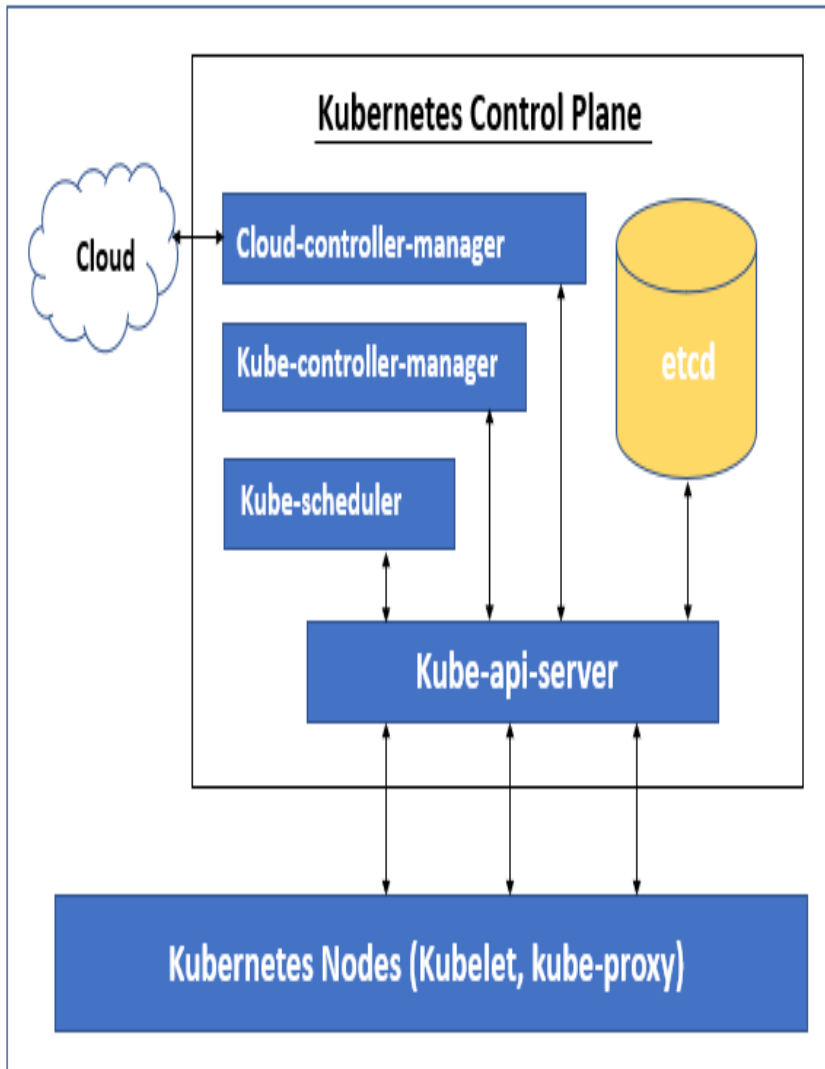 Kubernetes Control Plane
Cloud
Cloud-controller-manager
Kube-controller-manager
etcd
Kube-scheduler
Kube-api-server
Kubernetes Nodes (Kubelet, kube-proxy)